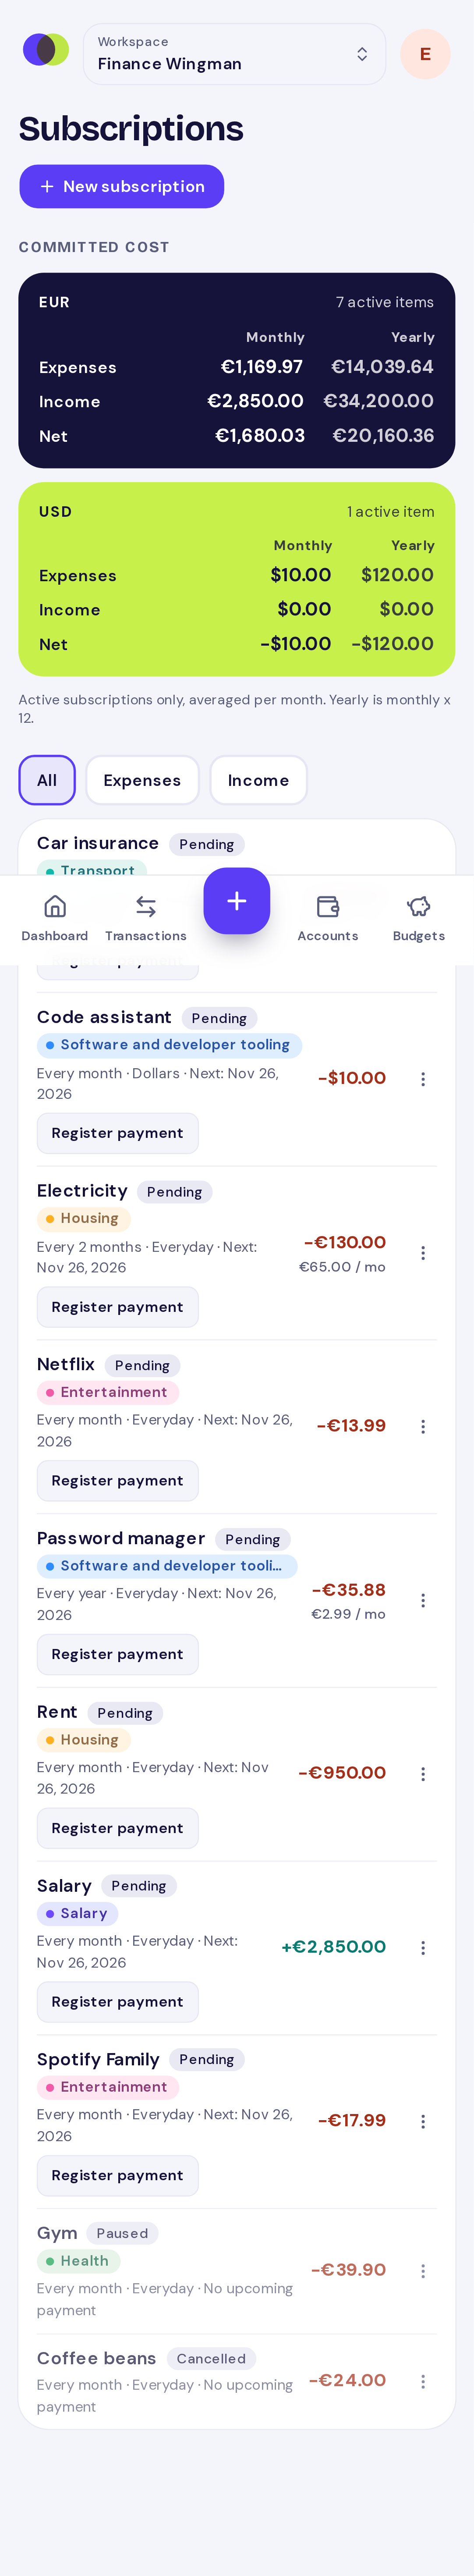 Workspace
Finance Wingman
E
Subscriptions
+ New subscription
COMMITTED COST
EUR 7 active items
Monthly Yearly
Expenses €1,169.97 €14,039.64
Income €2,850.00 €34,200.00
Net €1,680.03 €20,160.36
USD 1 active item
Monthly Yearly
Expenses $10.00 $120.00
Income $0.00 $0.00
Net -$10.00 -$120.00
Active subscriptions only, averaged per month. Yearly is monthly x
12.
All Expenses Income
Car insurance Pending
Transport
Dashboard Transactions + Accounts Budgets
Code assistant Pending
Software and developer tooling
Every month · Dollars · Next: Nov 26,
2026
-$10.00
Register payment
Electricity Pending
Housing
Every 2 months · Everyday · Next:
Nov 26, 2026
-€130.00
€65.00 / mo
Register payment
Netflix Pending
Entertainment
Every month · Everyday · Next: Nov 26,
2026
-€13.99
Register payment
Password manager Pending
Software and developer tooli...
Every year · Everyday · Next: Nov 26,
2026
-€35.88
€2.99 / mo
Register payment
Rent Pending
Housing
Every month · Everyday · Next: Nov
26, 2026
-€950.00
Register payment
Salary Pending
Salary
Every month · Everyday · Next:
Nov 26, 2026
+€2,850.00
Register payment
Spotify Family Pending
Entertainment
Every month · Everyday · Next: Nov 26,
2026
-€17.99
Register payment
Gym Paused
Health
Every month · Everyday · No upcoming
payment
-€39.90
Coffee beans Cancelled
Every month · Everyday · No upcoming
payment
-€24.00